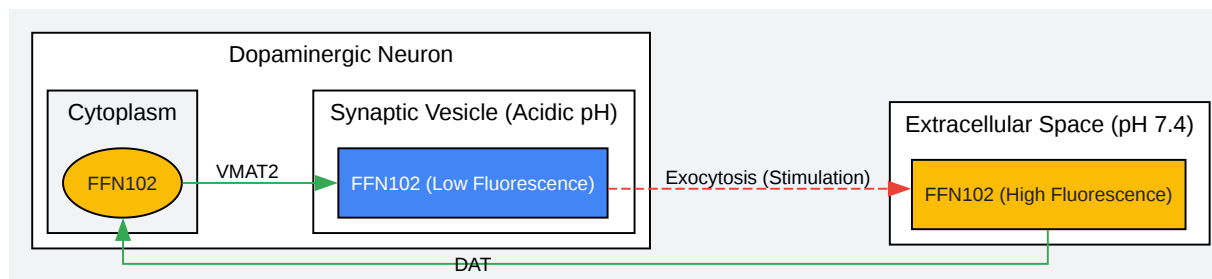 Dopaminergic Neuron
Cytoplasm
Synaptic Vesicle (Acidic pH)
Extracellular Space (pH 7.4)
FFN102
VMAT2
FFN102 (Low Fluorescence)
Exocytosis (Stimulation)
FFN102 (High Fluorescence)
DAT